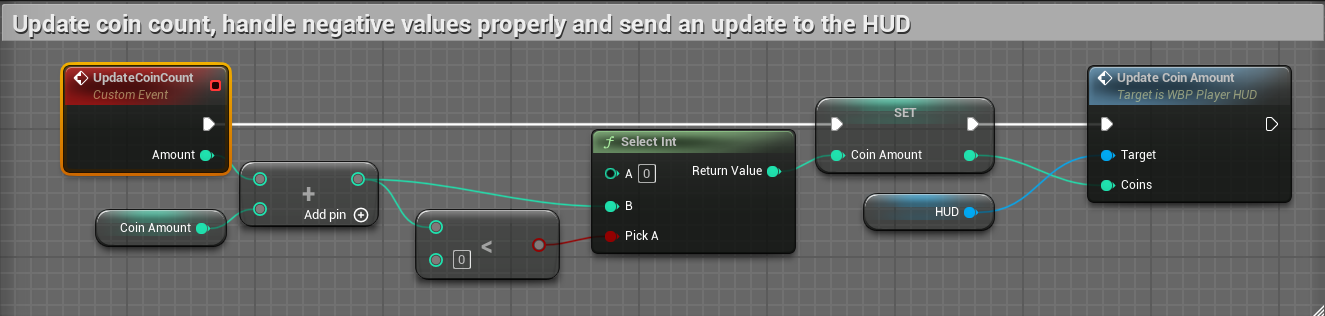 Update coin count, handle negative values properly and send an update to the HUD
UpdateCoinCount
Custom Event
Amount
Coin Amount
+
Add pin
0
<
f Select Int
A 0
Return Value
B
Pick A
SET
Coin Amount
HUD
Update Coin Amount
Target is WBP Player HUD
Target
Coins